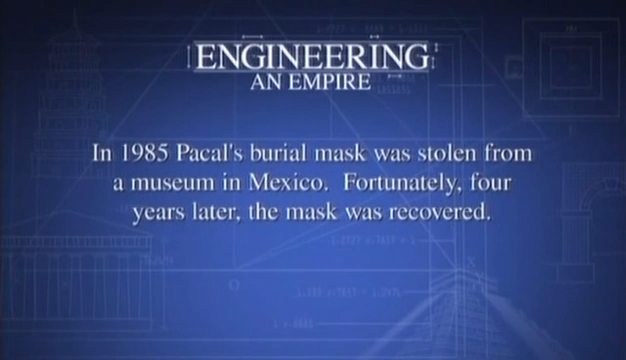 ENGINEERING
AN EMPIRE
In 1985 Pacal's burial mask was stolen from
a museum in Mexico.  Fortunately, four
years later, the mask was recovered.